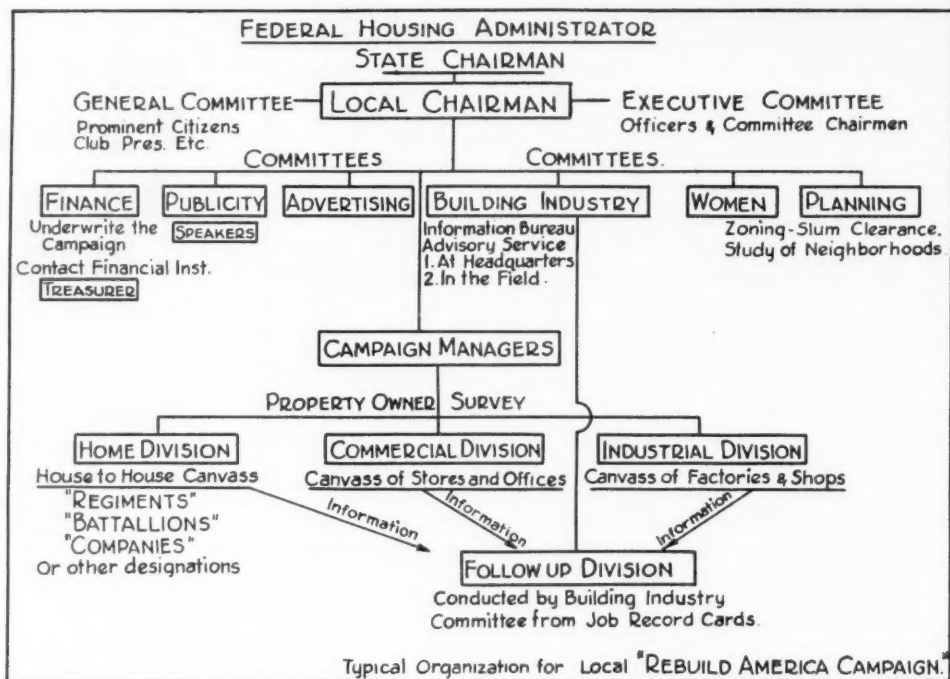 FEDERAL HOUSING ADMINISTRATOR
STATE CHAIRMAN
GENERAL COMMITTEE
Prominent Citizens
Club Pres. Etc.
LOCAL CHAIRMAN
EXECUTIVE COMMITTEE
Officers & Committee Chairmen
COMMITTEES
COMMITTEES.
FINANCE
Underwrite the
Campaign
Contact Financial Inst.
TREASURER
PUBLICITY
SPEAKERS
ADVERTISING
BUILDING INDUSTRY
Information Bureau
Advisory Service
1. At Headquarters
2. In the Field.
WOMEN
PLANNING
Zoning-Slum Clearance.
Study of Neighborhoods.
CAMPAIGN MANAGERS
PROPERTY OWNER SURVEY
HOME DIVISION
House to House Canvass
"REGIMENTS"
"BATTALLIONS"
"COMPANIES"
Or other designations
COMMERCIAL DIVISION
Canvass of Stores and Offices
INDUSTRIAL DIVISION
Canvass of Factories & Shops
Information
Information
Information
FOLLOW UP DIVISION
Conducted by Building Industry
Committee from Job Record Cards.
Typical Organization for Local "REBUILD AMERICA CAMPAIGN."